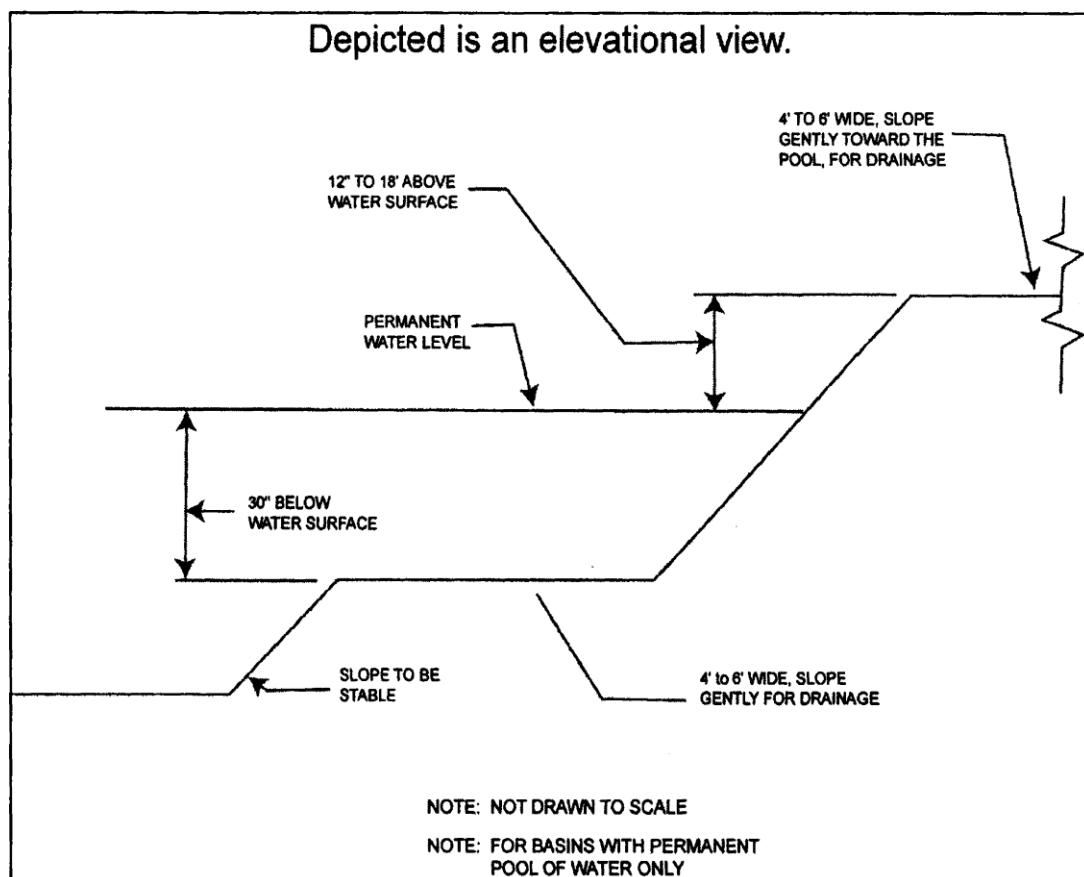 Depicted is an elevational view.
4' TO 6' WIDE, SLOPE
GENTLY TOWARD THE
POOL, FOR DRAINAGE
12" TO 18' ABOVE
WATER SURFACE
PERMANENT
WATER LEVEL
30" BELOW
WATER SURFACE
SLOPE TO BE
STABLE
4' to 6' WIDE, SLOPE
GENTLY FOR DRAINAGE
NOTE: NOT DRAWN TO SCALE
NOTE: FOR BASINS WITH PERMANENT
POOL OF WATER ONLY